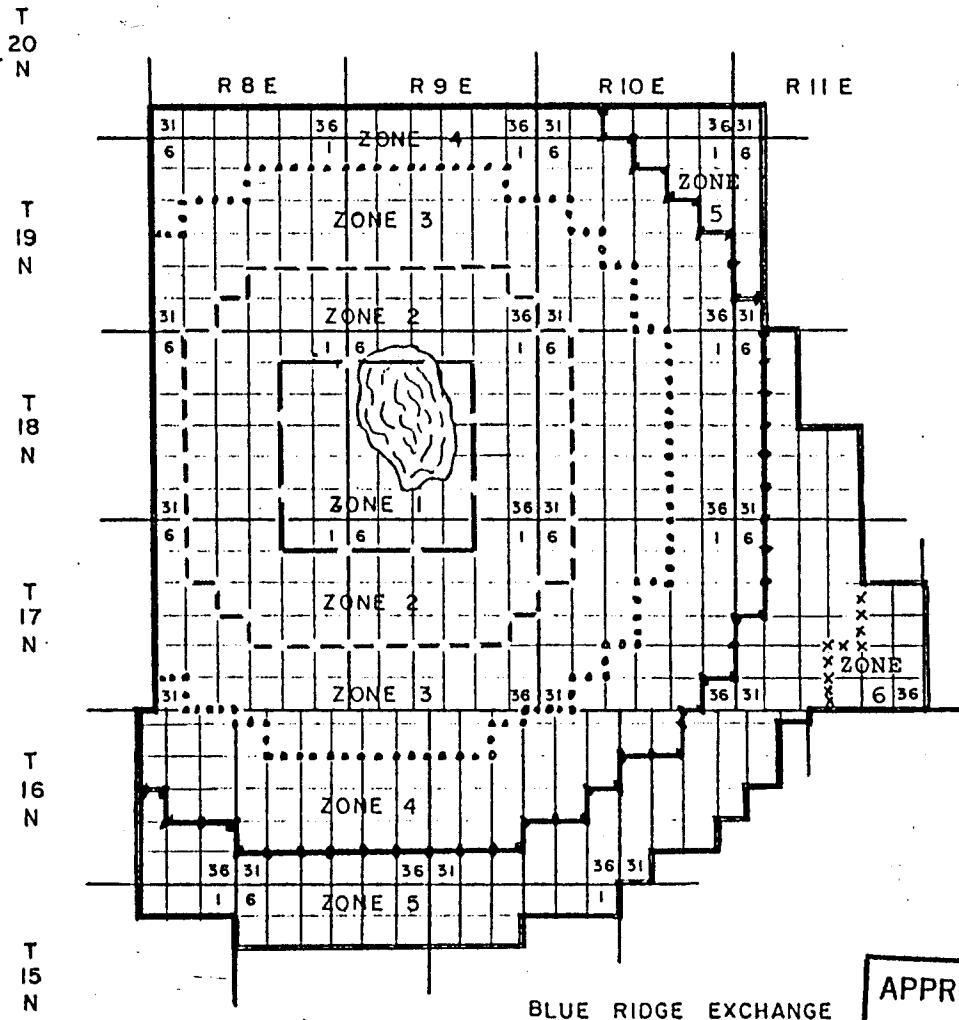 T
20
N
R 8 E R 9 E R 10 E R 11 E
31 36 ZONE 4 36 31 36 31
6 1 1 6 1 6
ZONE
5
T
19
N
ZONE 3
31 ZONE 2 36 31 36 31
6 1 6 1 6 1 6
T
18
N
31 ZONE 1 36 31 36 31
6 1 6 1 6 1 6
T
17
N
ZONE 2
ZONE
31 ZONE 3 36 31 36 31 6 36
T
16
N
ZONE 4
36 31 36 31 36 31
1 6 ZONE 5 1
T
15
N
BLUE RIDGE EXCHANGE
APPR